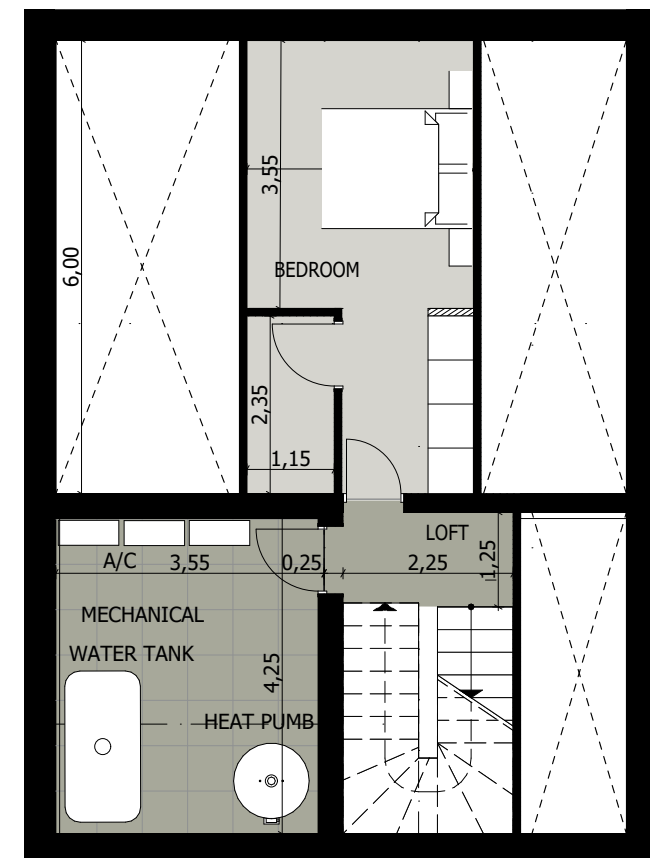 3,55
6,00
BEDROOM
2,35
1,15
LOFT
A/C
3,55
0,25
2,25
1,25
MECHANICAL
WATER TANK
4,25
HEAT PUMB